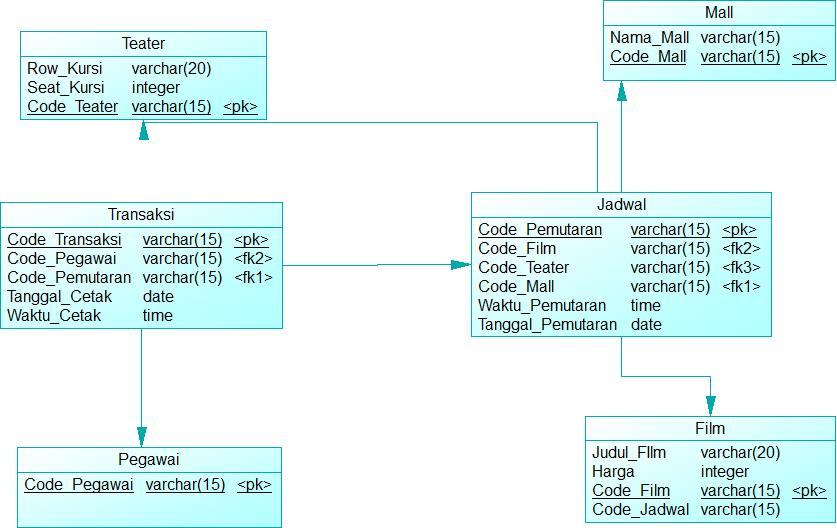 Teater
Row_Kursi varchar(20)
Seat_Kursi integer
Code_Teater varchar(15) <pk>
Mall
Nama_Mall varchar(15)
Code_Mall varchar(15) <pk>
Transaksi
Code_Transaksi varchar(15) <pk>
Code_Pegawai varchar(15) <fk2>
Code_Pemutaran varchar(15) <fk1>
Tanggal_Cetak date
Waktu_Cetak time
Jadwal
Code_Pemutaran varchar(15) <pk>
Code_Film varchar(15) <fk2>
Code_Teater varchar(15) <fk3>
Code_Mall varchar(15) <fk1>
Waktu_Pemutaran time
Tanggal_Pemutaran date
Pegawai
Code_Pegawai varchar(15) <pk>
Film
Judul_FIlm varchar(20)
Harga integer
Code_Film varchar(15) <pk>
Code_Jadwal varchar(15)